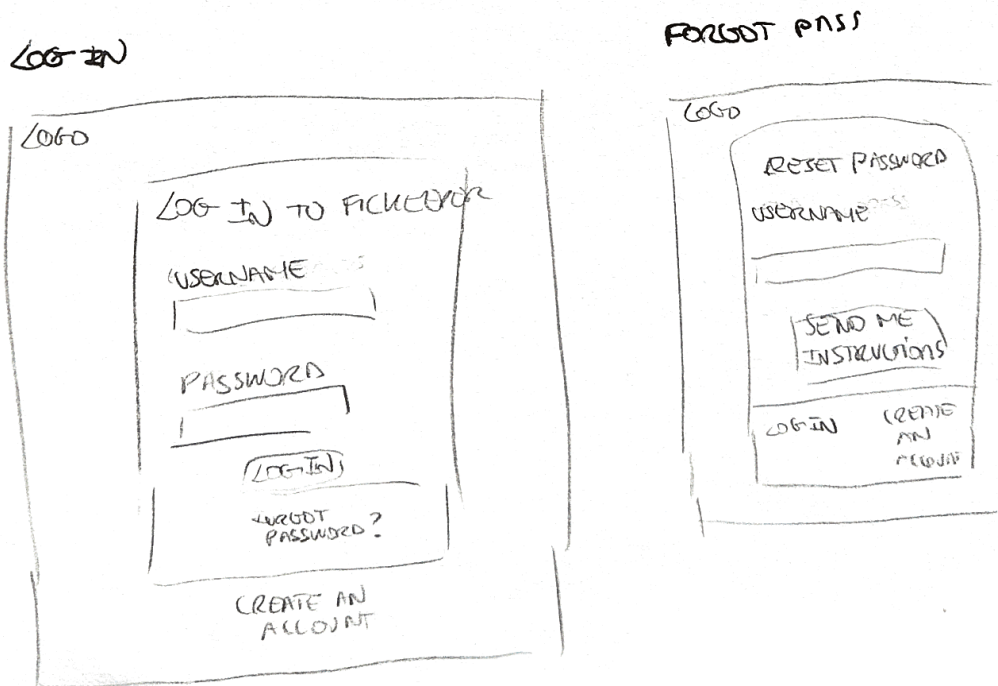 LOG IN
LOGO
LOG IN TO
USERNAME
PASSWORD
LOG IN
FORGOT
PASSWORD?
CREATE AN
ACCOUNT
FORGOT PASS
LOGO
RESET PASSWORD
USERNAME
SEND ME
INSTRUCTIONS
LOG IN
CREATE
AN
ACCOUNT